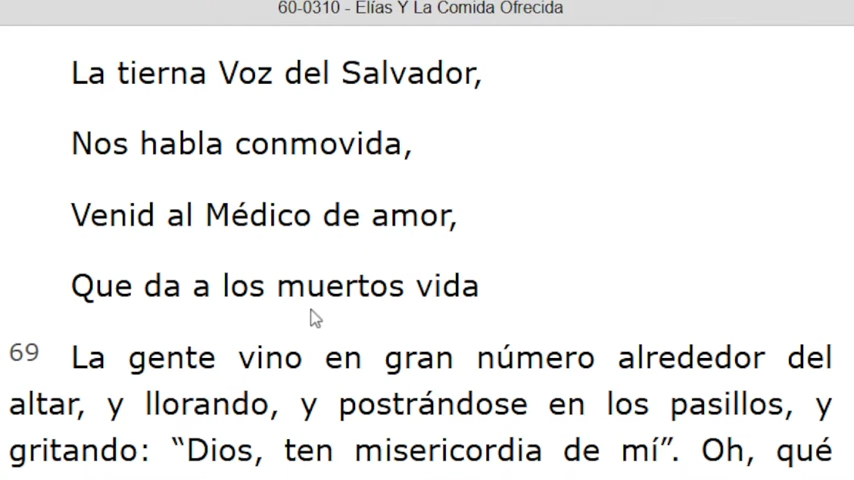 60-0310 - Elías Y La Comida Ofrecida
La tierna Voz del Salvador,
Nos habla conmovida,
Venid al Médico de amor,
Que da a los muertos vida
69 La gente vino en gran número alrededor del
altar, y llorando, y postrándose en los pasillos, y
gritando: “Dios, ten misericordia de mí”. Oh, qué